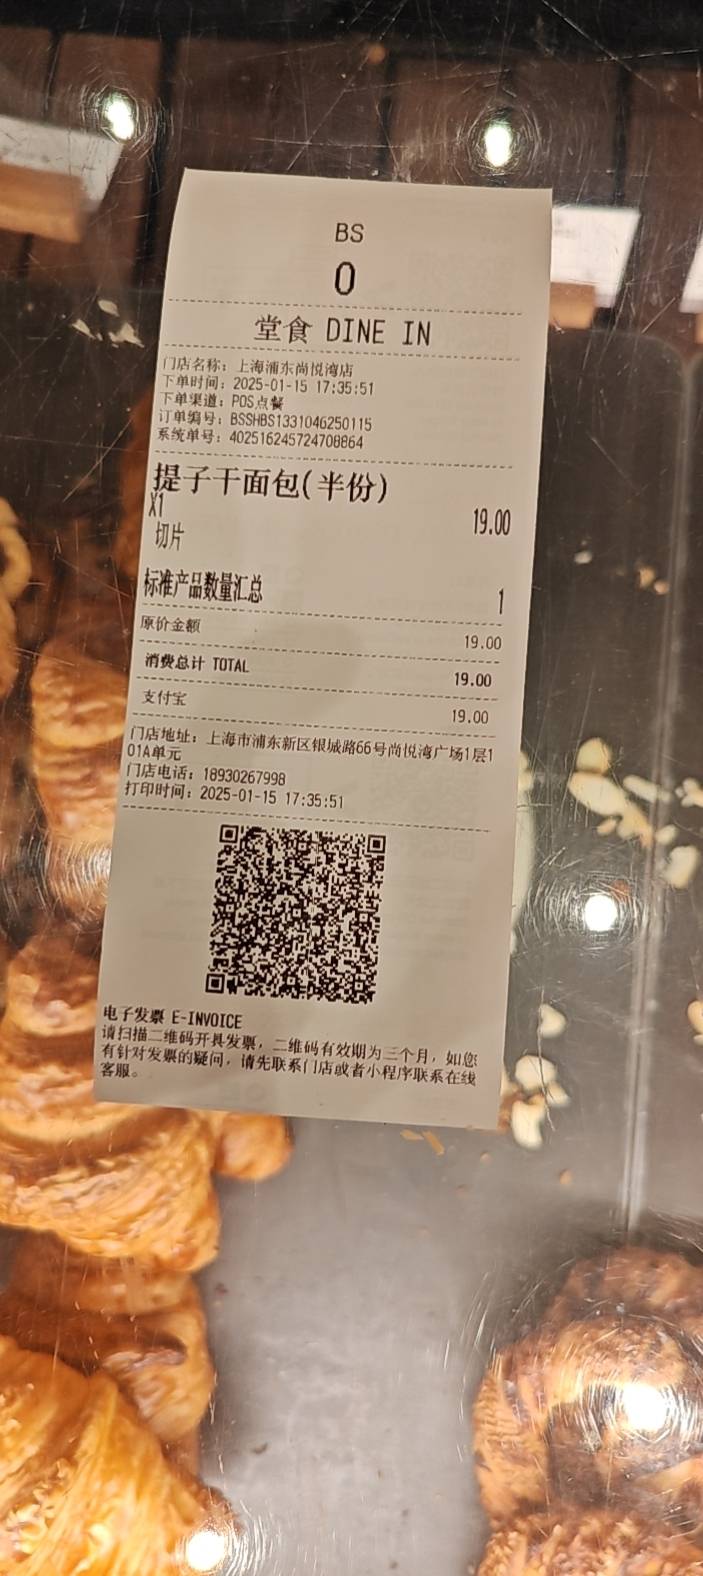 BS
0
堂食 DINE IN
门店名称：上海浦东尚悦湾店
下单时间：2025-01-15 17:35:51
下单渠道：POS点餐
订单编号：BSSHBS1331046250115
系统单号：402516245724708864
提子干面包(半份)
X1 19.00
切片
标准产品数量汇总 1
原价金额 19.00
消费总计 TOTAL 19.00
支付宝 19.00
门店地址：上海市浦东新区银城路66号尚悦湾广场1层1
01A单元
门店电话：18930267998
打印时间：2025-01-15 17:35:51
电子发票 E-INVOICE
请扫描二维码开具发票，二维码有效期为三个月，如您
有针对发票的疑问，请先联系门店或者小程序联系在线
客服。